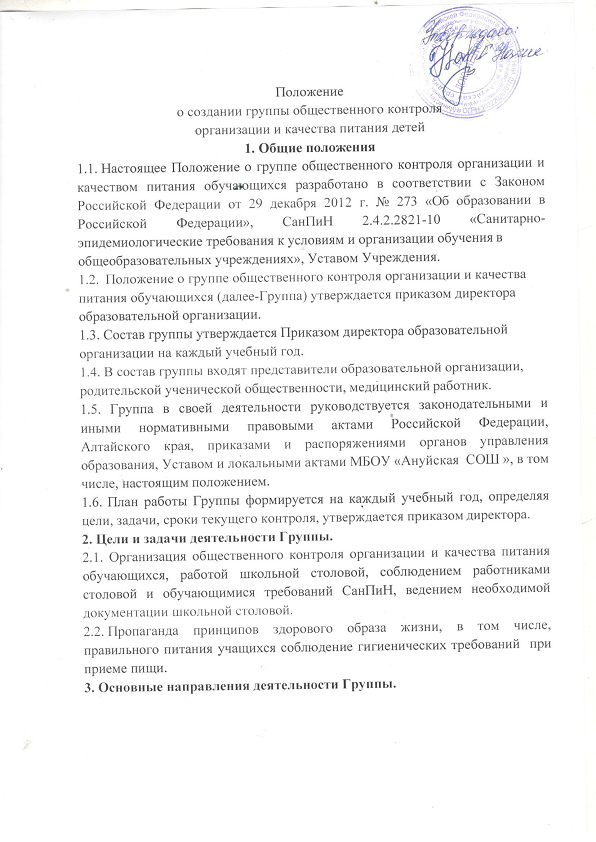 Утверждаю:
Положение
о создании группы общественного контроля
организации и качества питания детей
1. Общие положения
1.1. Настоящее Положение о группе общественного контроля организации и
качеством питания обучающихся разработано в соответствии с Законом
Российской Федерации от 29 декабря 2012 г. № 273 «Об образовании в
Российской Федерации», СанПиН 2.4.2.2821-10 «Санитарно-
эпидемиологические требования к условиям и организации обучения в
общеобразовательных учреждениях», Уставом Учреждения.
1.2. Положение о группе общественного контроля организации и качества
питания обучающихся (далее-Группа) утверждается приказом директора
образовательной организации.
1.3. Состав группы утверждается Приказом директора образовательной
организации на каждый учебный год.
1.4. В состав группы входят представители образовательной организации,
родительской ученической общественности, медицинский работник.
1.5. Группа в своей деятельности руководствуется законодательными и
иными нормативными правовыми актами Российской Федерации,
Алтайского края, приказами и распоряжениями органов управления
образования, Уставом и локальными актами МБОУ «Ануйская СОШ », в том
числе, настоящим положением.
1.6. План работы Группы формируется на каждый учебный год, определяя
цели, задачи, сроки текущего контроля, утверждается приказом директора.
2. Цели и задачи деятельности Группы.
2.1. Организация общественного контроля организации и качества питания
обучающихся, работой школьной столовой, соблюдением работниками
столовой и обучающимися требований СанПиН, ведением необходимой
документации школьной столовой.
2.2. Пропаганда принципов здорового образа жизни, в том числе,
правильного питания учащихся соблюдение гигиенических требований при
приеме пищи.
3. Основные направления деятельности Группы.